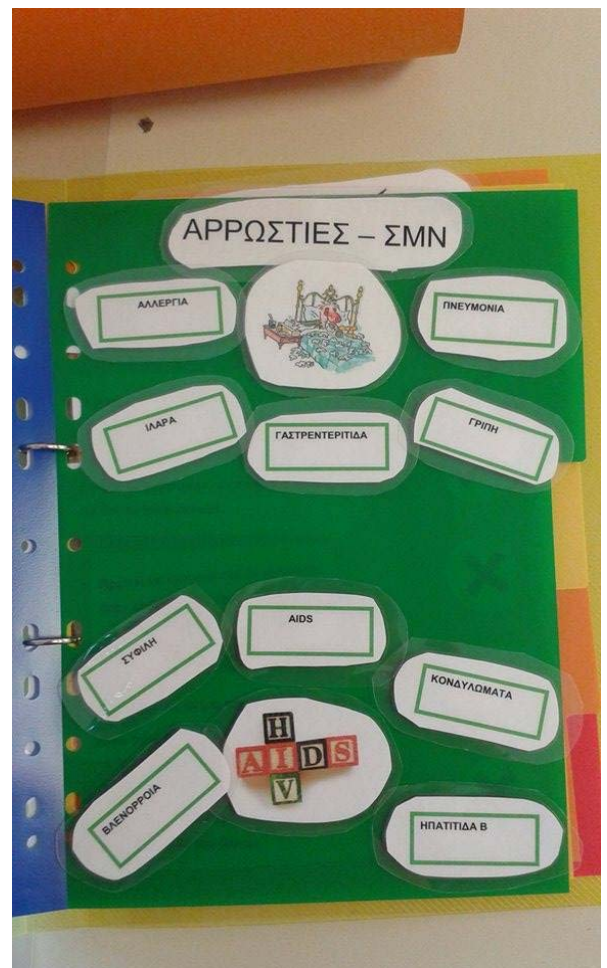 ΑΡΡΩΣΤΙΕΣ – ΣΜΝ
ΑΛΛΕΡΓΙΑ
ΠΝΕΥΜΟΝΙΑ
ΙΛΑΡΑ
ΓΑΣΤΡΕΝΤΕΡΙΤΙΔΑ
ΓΡΙΠΗ
ΣΥΦΙΛΗ
AIDS
ΚΟΝΔΥΛΩΜΑΤΑ
H
AIDS
V
ΒΛΕΝΟΡΡΟΙΑ
ΗΠΑΤΙΤΙΔΑ Β